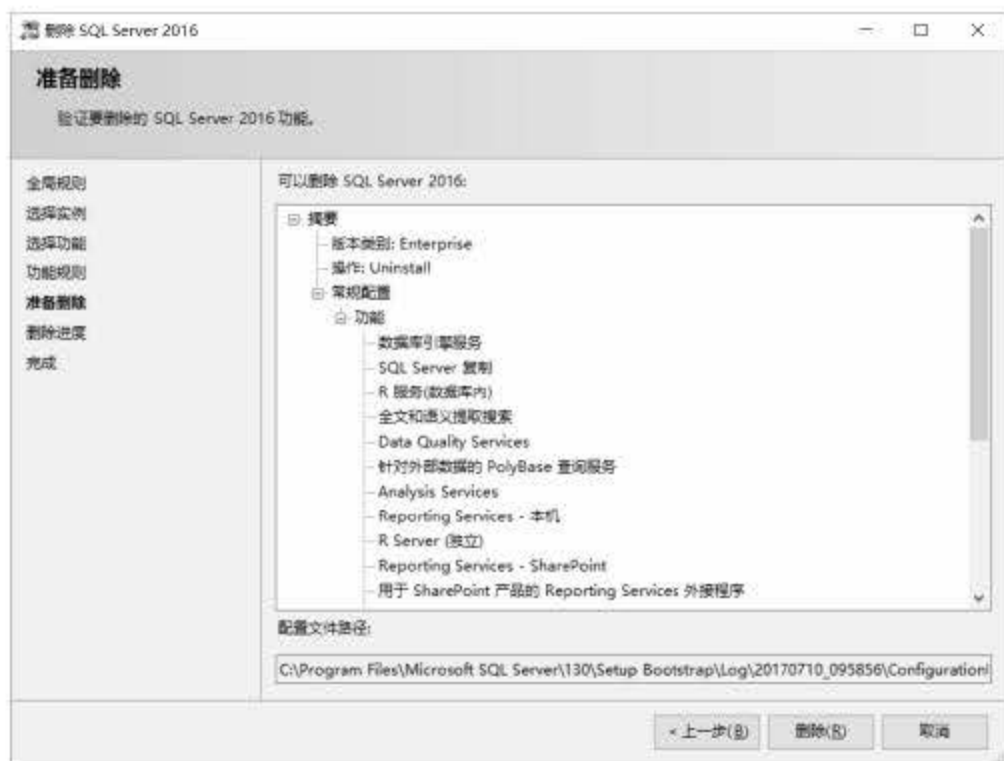 删除 SQL Server 2016
准备删除
验证要删除的 SQL Server 2016 功能。
全局规则
选择实例
选择功能
功能规则
准备删除
删除进度
完成
可以删除 SQL Server 2016:
摘要
版本类别: Enterprise
操作: Uninstall
常规配置
功能
数据库引擎服务
SQL Server 复制
R 服务(数据库内)
全文和语义提取搜索
Data Quality Services
针对外部数据的 PolyBase 查询服务
Analysis Services
Reporting Services - 本机
R Server (独立)
Reporting Services - SharePoint
用于 SharePoint 产品的 Reporting Services 外接程序
配置文件路径:
C:\Program Files\Microsoft SQL Server\130\Setup Bootstrap\Log\20170710_095856\Configuration
< 上一步(B) 删除(R) 取消